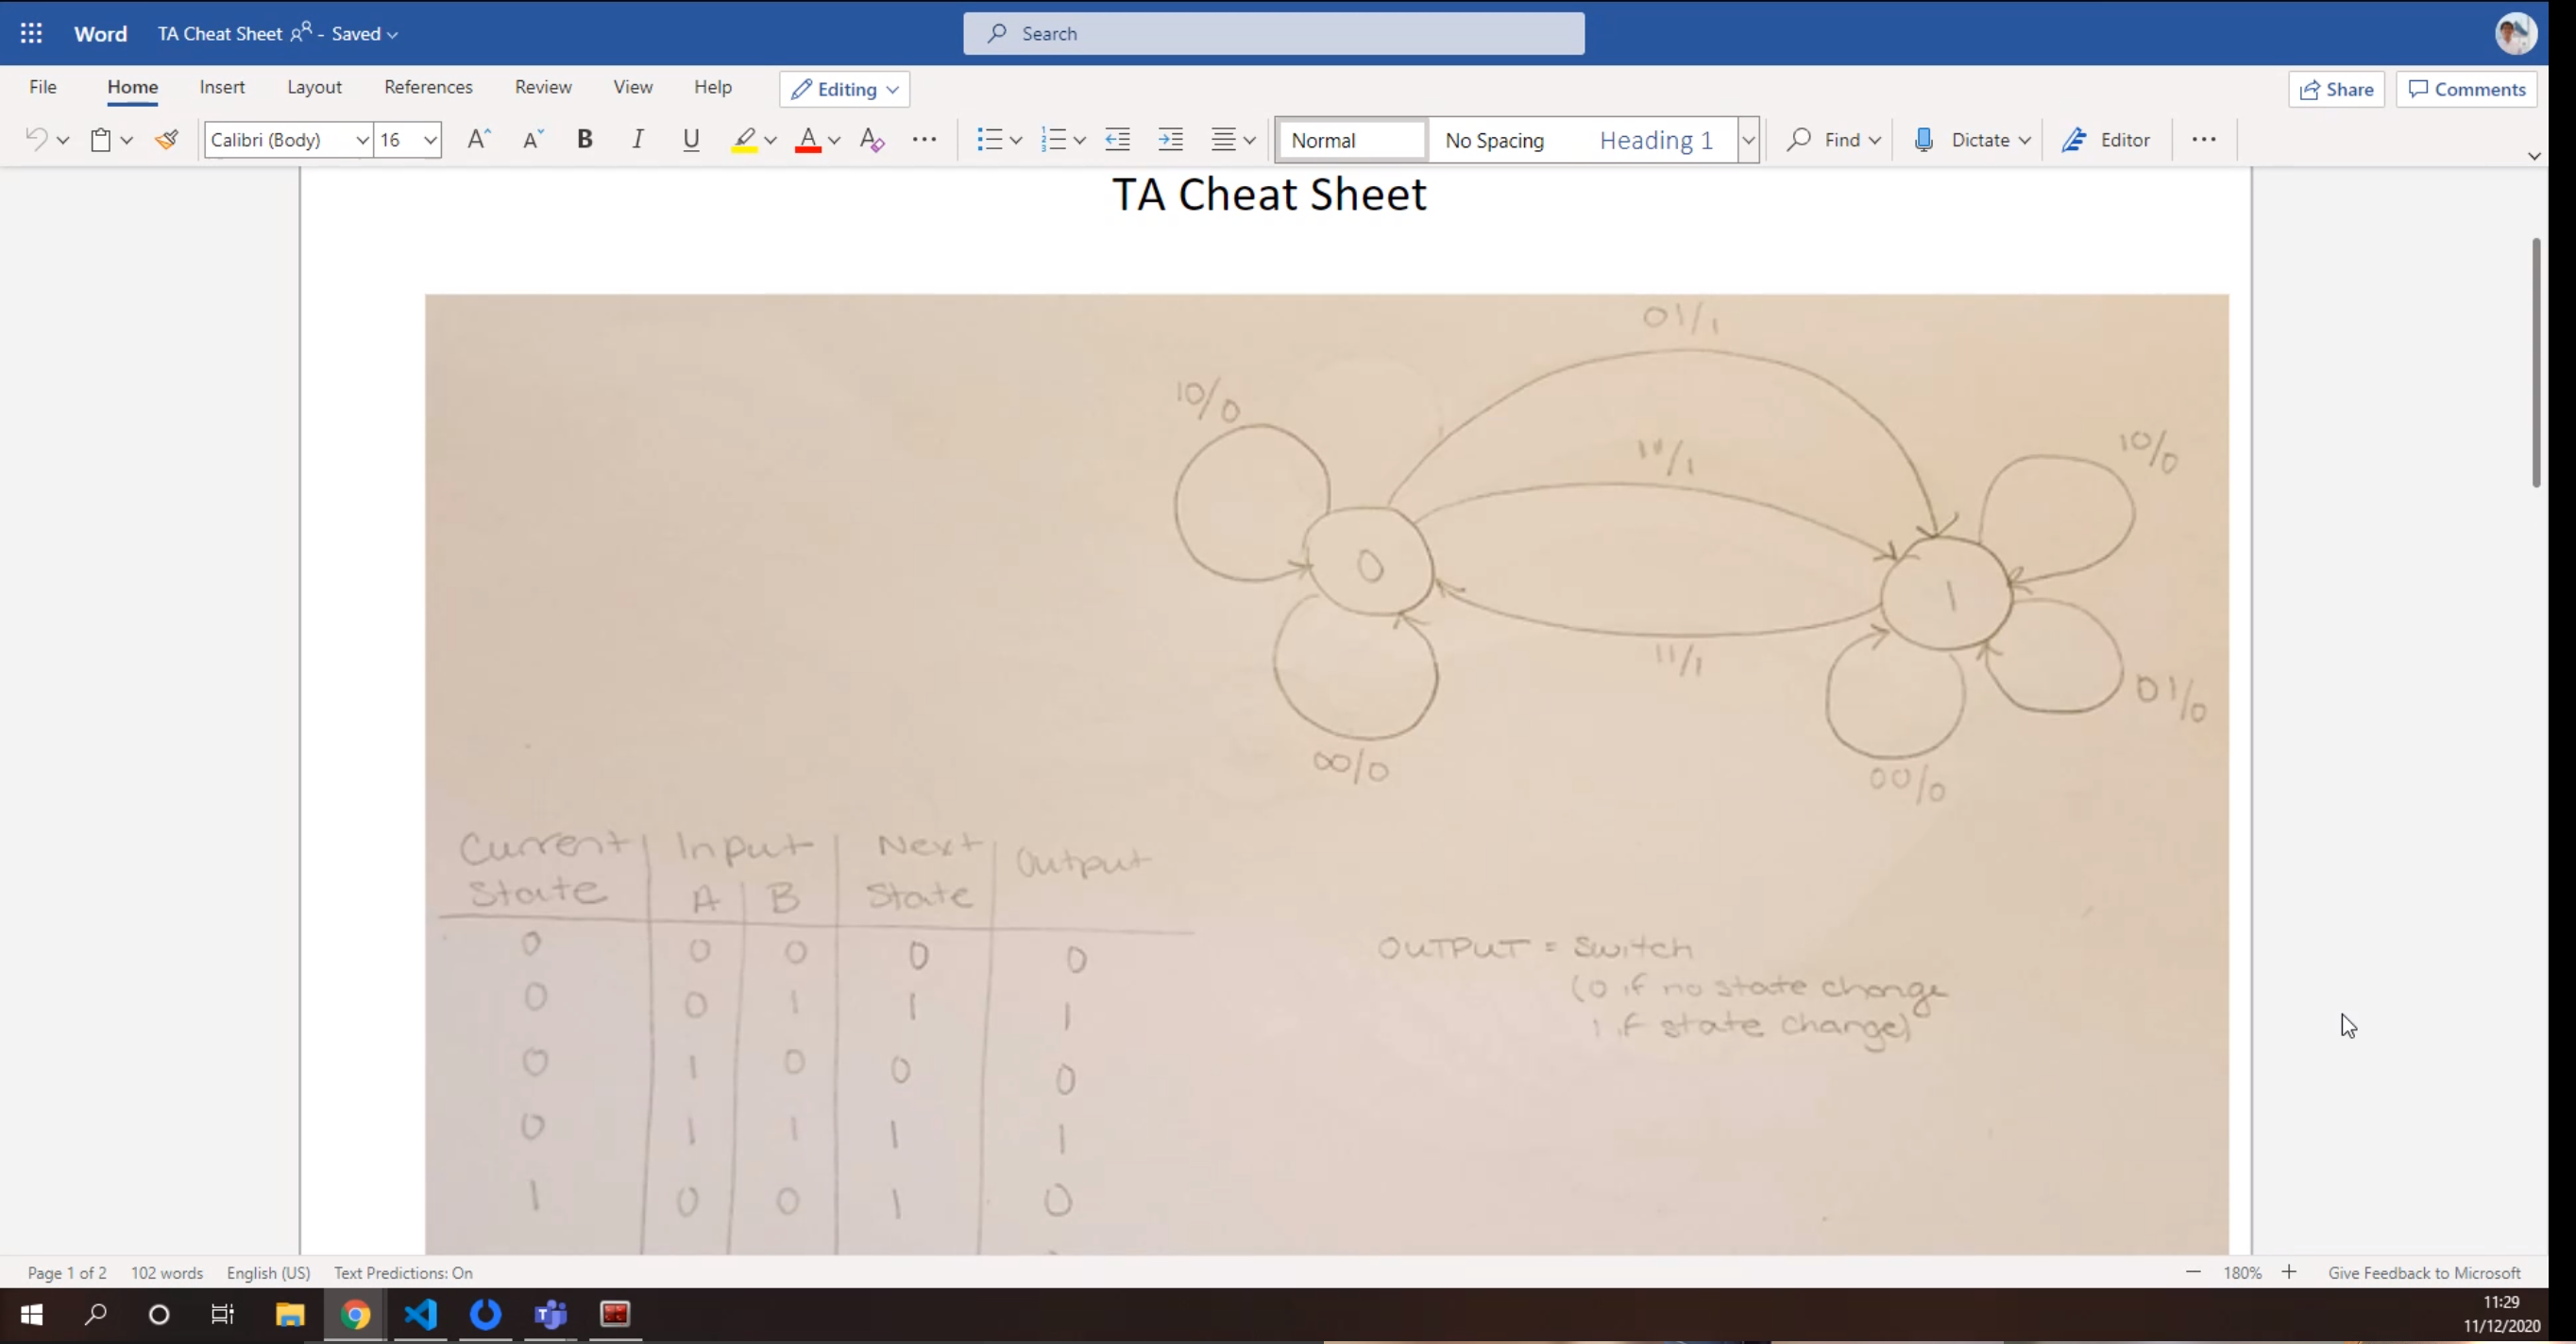 Word TA Cheat Sheet - Saved Search
File Home Insert Layout References Review View Help Editing Share Comments
Calibri (Body) 16 A A B I U A A Normal No Spacing Heading 1 Find Dictate Editor
TA Cheat Sheet
01/1
10/0
11/1
10/0
0
1
11/1
01/0
00/0
00/0
Current Input Next Output
State A B State
0 0 0 0 0
0 0 1 1 1
0 1 0 0 0
0 1 1 1 1
1 0 0 1 0
OUTPUT = Switch
(0 if no state change
1 if state change)
Page 1 of 2 102 words English (US) Text Predictions: On 180% Give Feedback to Microsoft
11:29
11/12/2020